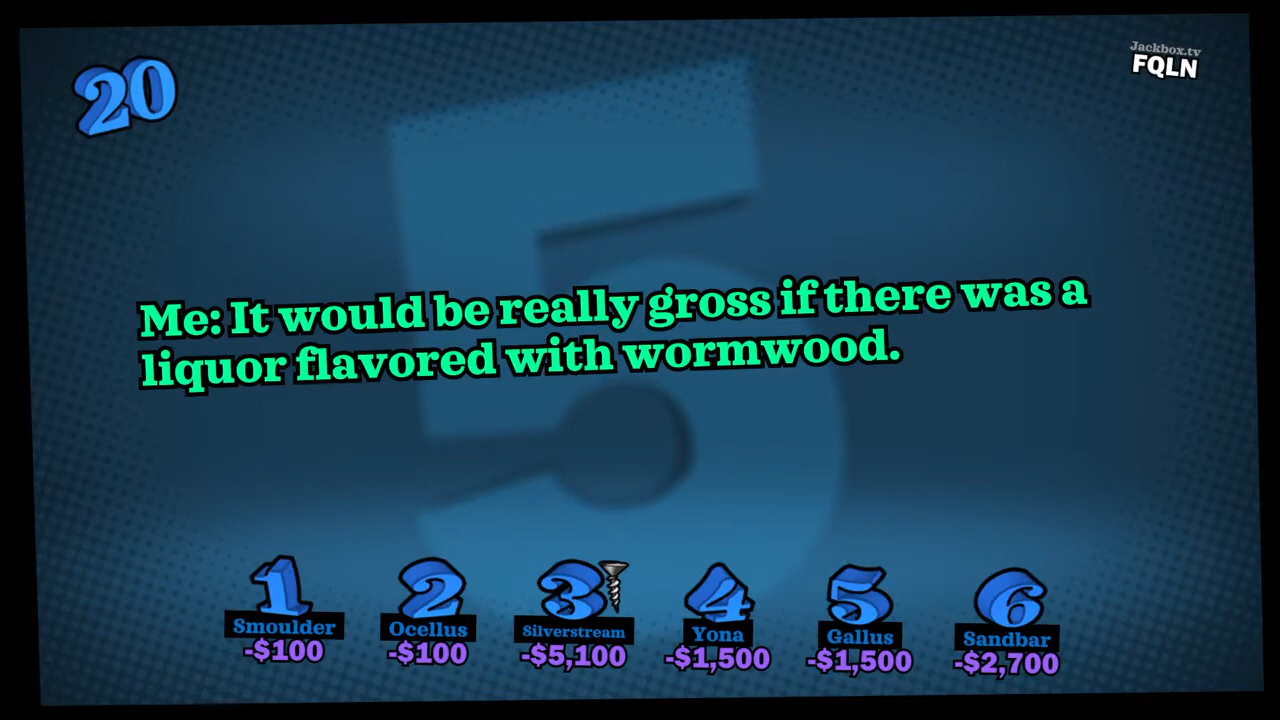 20
Jackbox.tv
FQLN
5
Me: It would be really gross if there was a
liquor flavored with wormwood.
1 2 3 4 5 6
Smoulder Ocellus Silverstream Yona Gallus Sandbar
-$100 -$100 -$5,100 -$1,500 -$1,500 -$2,700